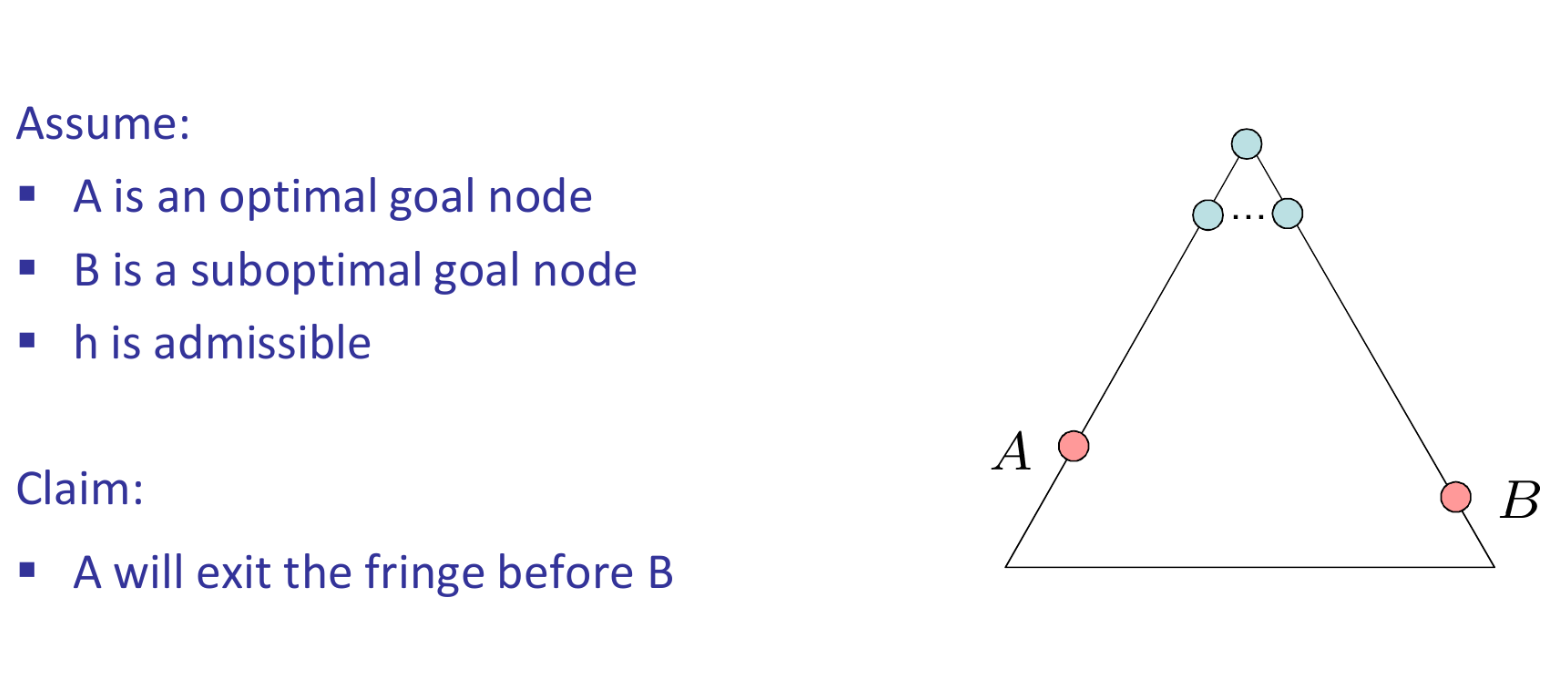 Assume:
▪ A is an optimal goal node
▪ B is a suboptimal goal node
▪ h is admissible
Claim:
▪ A will exit the fringe before B
...
A
B